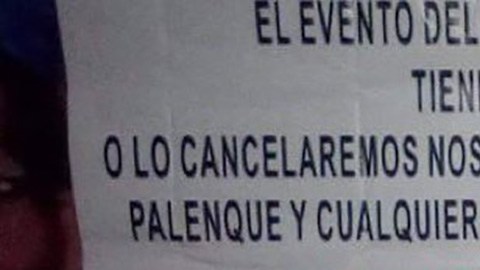 EL EVENTO DEL
TIEN
O LO CANCELAREMOS NOS
PALENQUE Y CUALQUIER